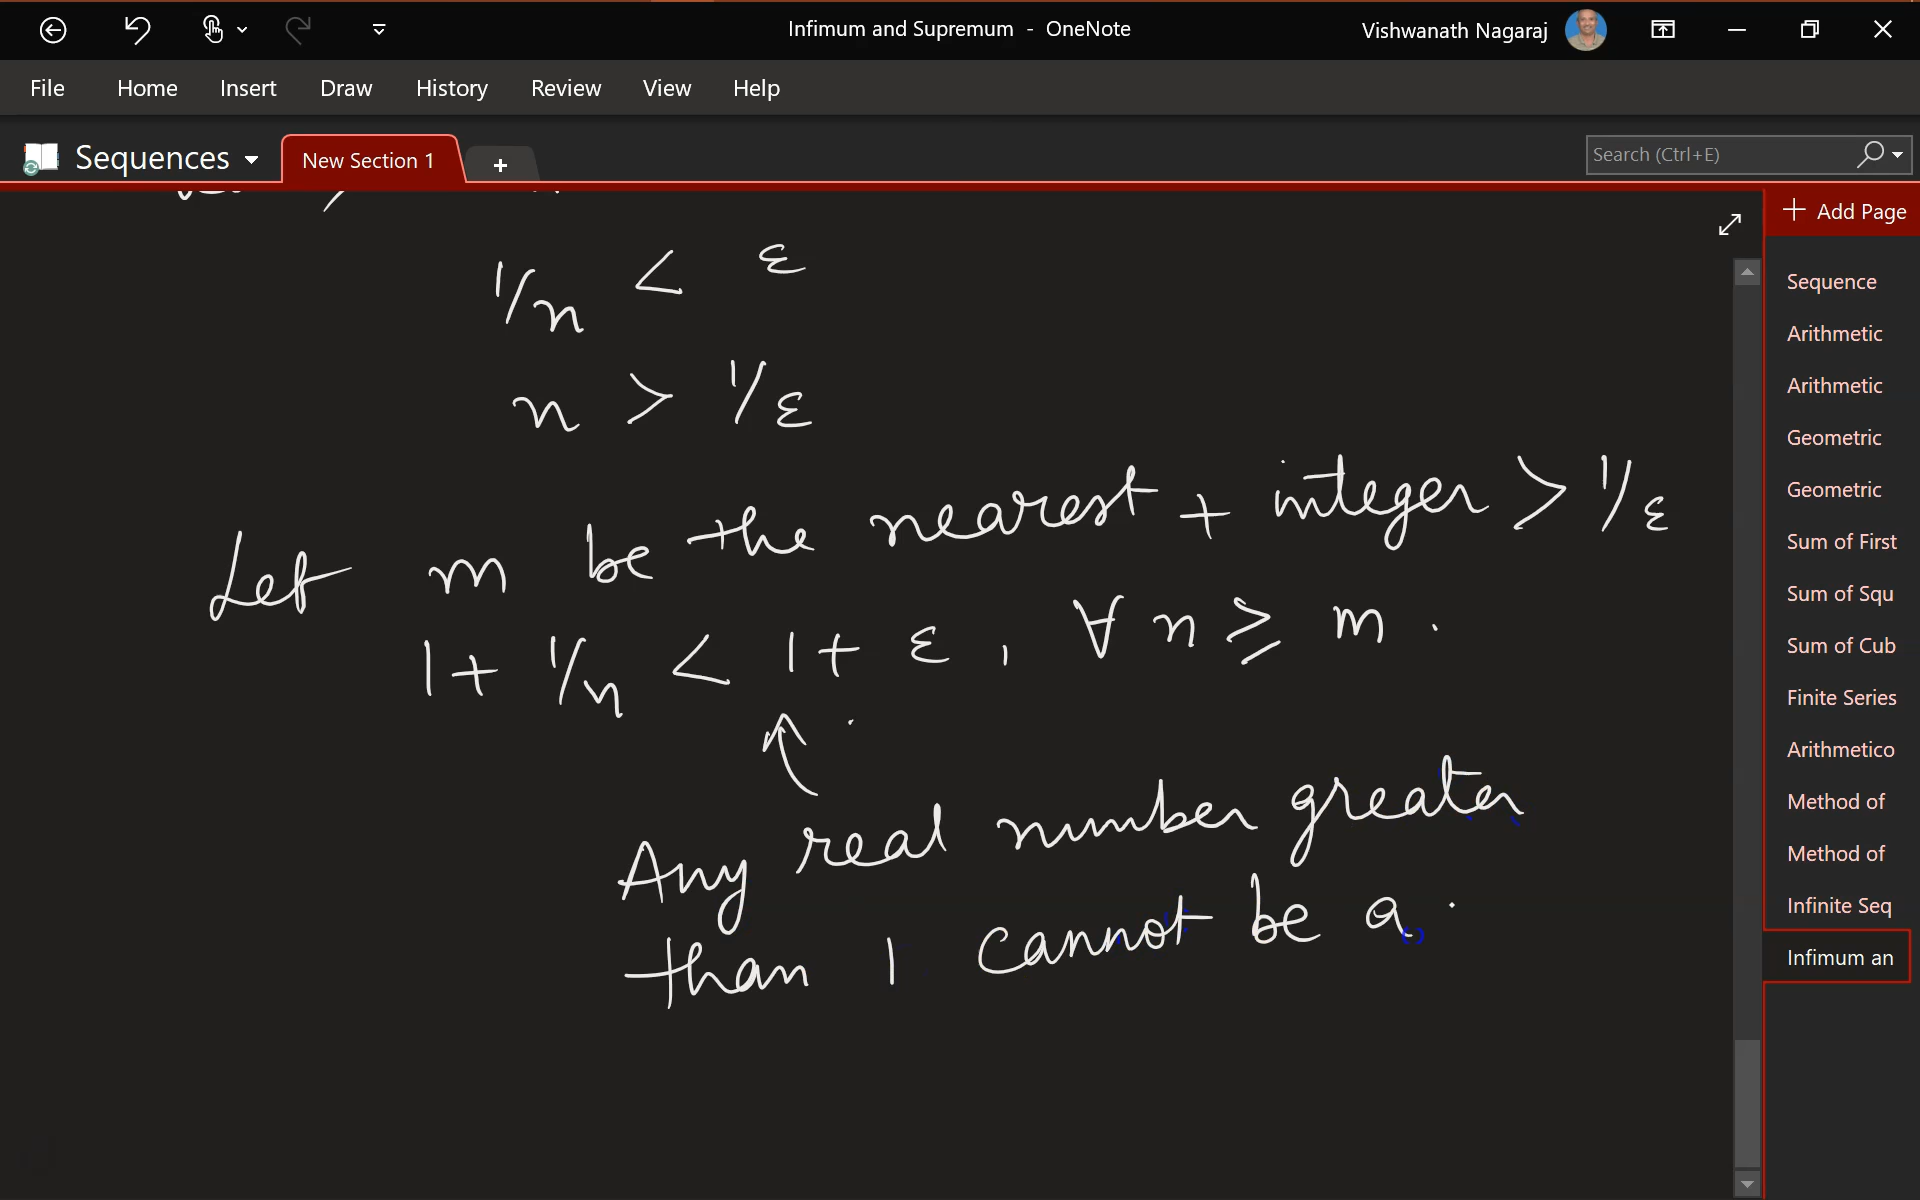 Infimum and Supremum - OneNote
Vishwanath Nagaraj
File Home Insert Draw History Review View Help
Sequences
New Section 1
+
Search (Ctrl+E)
Add Page
Sequence
Arithmetic
Arithmetic
Geometric
Geometric
Sum of First
Sum of Squ
Sum of Cub
Finite Series
Arithmetico
Method of
Method of
Infinite Seq
Infimum an
1/n < ε
n > 1/ε
Let m be the nearest + integer > 1/ε
1 + 1/n < 1 + ε, ∀ n ≥ m.
Any real number greater
than 1 cannot be a